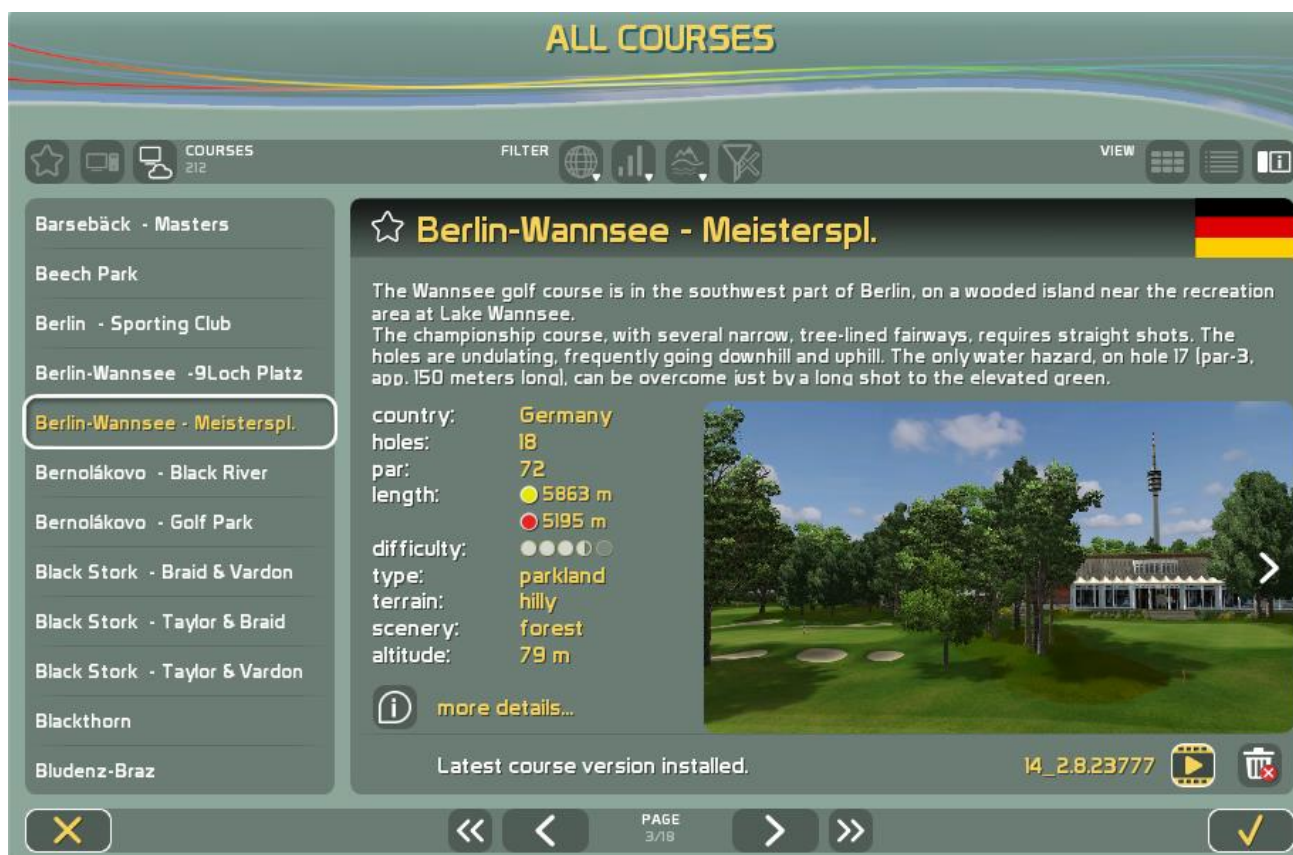 ALL COURSES
COURSES
212
FILTER
VIEW
Barsebäck - Masters
Beech Park
Berlin - Sporting Club
Berlin-Wannsee -9Loch Platz
Berlin-Wannsee - Meisterspl.
Bernolákovo - Black River
Bernolákovo - Golf Park
Black Stork - Braid & Vardon
Black Stork - Taylor & Braid
Black Stork - Taylor & Vardon
Blackthorn
Bludenz-Braz
Berlin-Wannsee - Meisterspl.
The Wannsee golf course is in the southwest part of Berlin, on a wooded island near the recreation
area at Lake Wannsee.
The championship course, with several narrow, tree-lined fairways, requires straight shots. The
holes are undulating, frequently going downhill and uphill. The only water hazard, on hole 17 (par-3,
app. 150 meters long), can be overcome just by a long shot to the elevated green.
country: Germany
holes: 18
par: 72
length: 5863 m
5195 m
difficulty:
type: parkland
terrain: hilly
scenery: forest
altitude: 79 m
more details...
Latest course version installed. 14_2.8.23777
PAGE
3/18